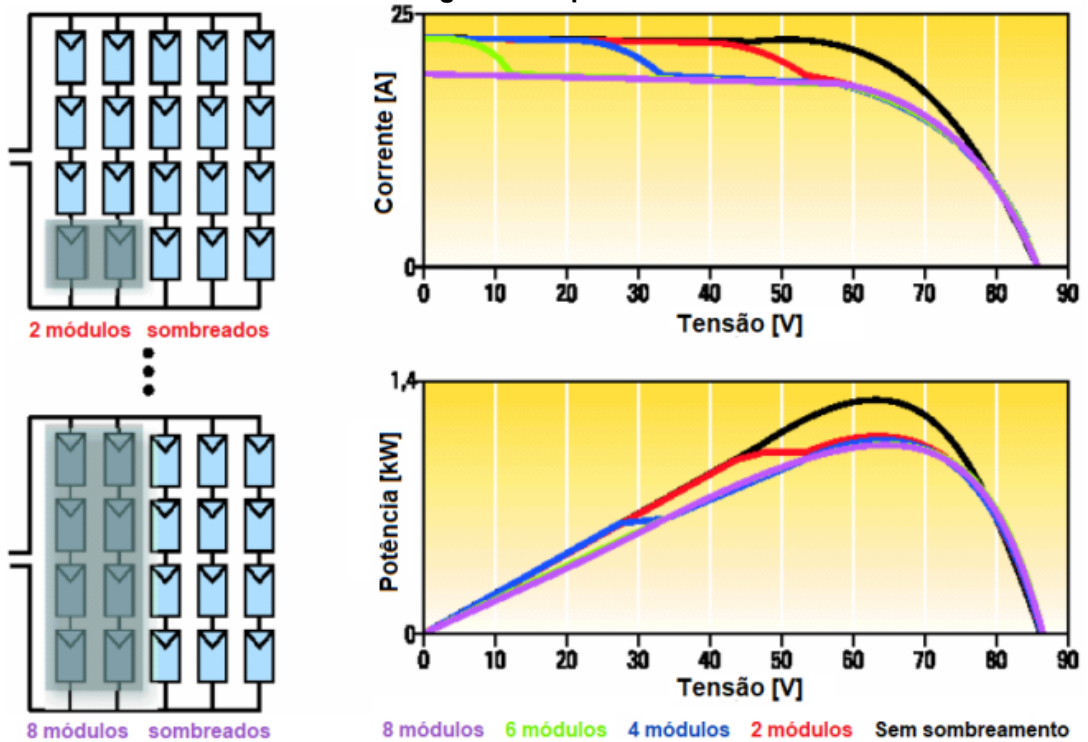 25
Corrente [A]
0
0 10 20 30 40 50 60 70 80 90
Tensão [V]
2 módulos sombreados
1,4
Potência [kW]
0
0 10 20 30 40 50 60 70 80 90
Tensão [V]
8 módulos sombreados
8 módulos 6 módulos 4 módulos 2 módulos Sem sombreamento